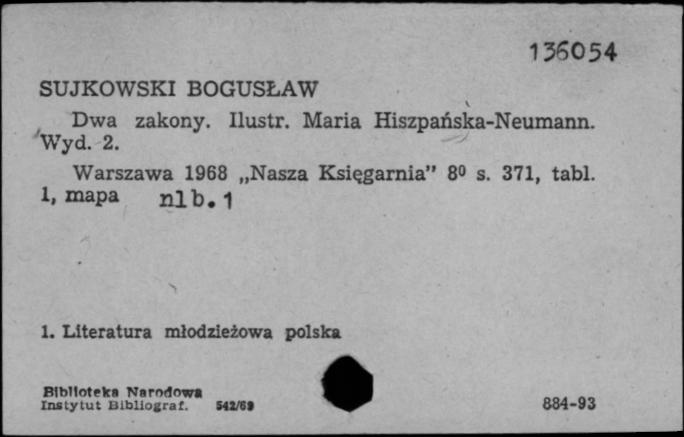 136054
SUJKOWSKI BOGUSŁAW
Dwa zakony. Ilustr. Maria Hiszpańska-Neumann.
Wyd. 2.
Warszawa 1968 „Nasza Księgarnia” 8⁰ s. 371, tabl.
1, mapa nlb. 1
1. Literatura młodzieżowa polska
Biblioteka Narodowa
Instytut Bibliograf. 542/69
884-93